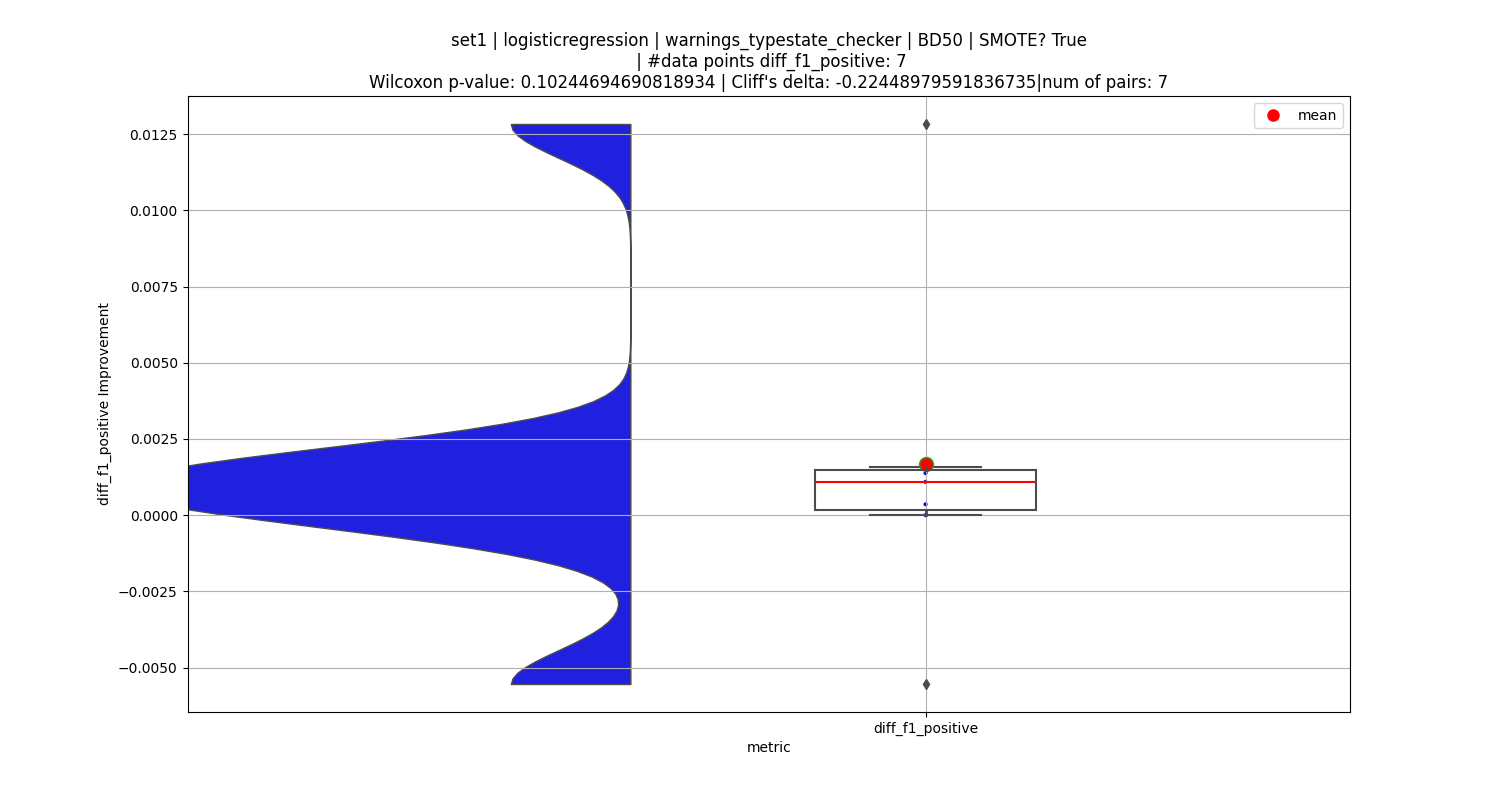 set1 | logisticregression | warnings_typestate_checker | BD50 | SMOTE? True
| #data points diff_f1_positive: 7
Wilcoxon p-value: 0.10244694690818934 | Cliff's delta: -0.22448979591836735|num of pairs: 7
mean
0.0125
0.0100
0.0075
0.0050
0.0025
0.0000
−0.0025
−0.0050
diff_f1_positive Improvement
diff_f1_positive
metric